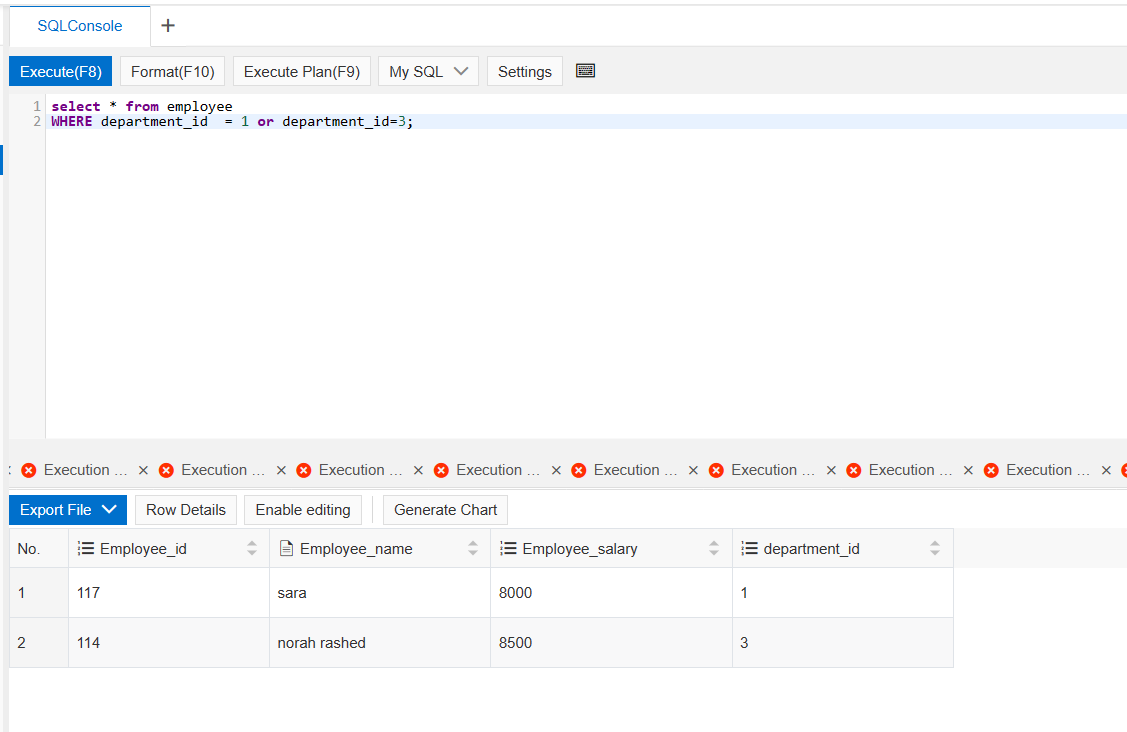 SQLConsole +
Execute(F8) Format(F10) Execute Plan(F9) My SQL Settings
1 select * from employee
2 WHERE department_id  = 1 or department_id=3;
Execution ... × Execution ... × Execution ... × Execution ... × Execution ... × Execution ... × Execution ... × Execution ... ×
Export File Row Details Enable editing Generate Chart
No. Employee_id Employee_name Employee_salary department_id
1 117 sara 8000 1
2 114 norah rashed 8500 3